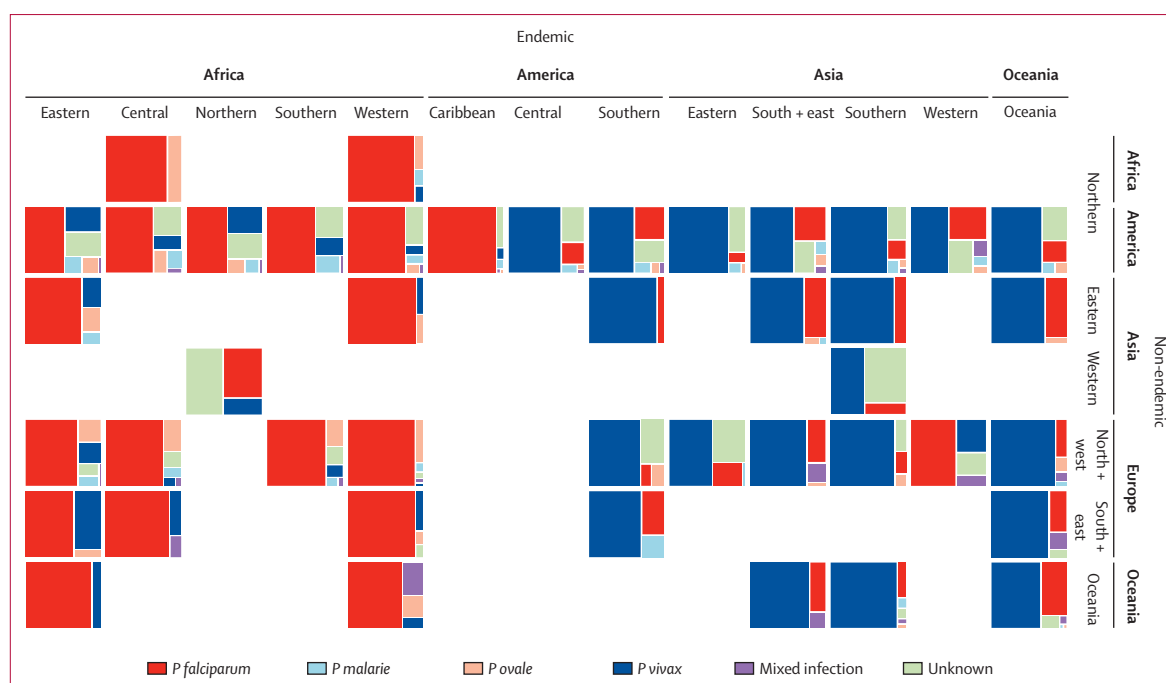 Endemic
Africa America Asia Oceania
Eastern Central Northern Southern Western Caribbean Central Southern Eastern South + east Southern Western Oceania
Northern
Africa
America
Eastern
Western
Asia
Non-endemic
North + west
South + east
Europe
Oceania
Oceania
P falciparum P malarie P ovale P vivax Mixed infection Unknown